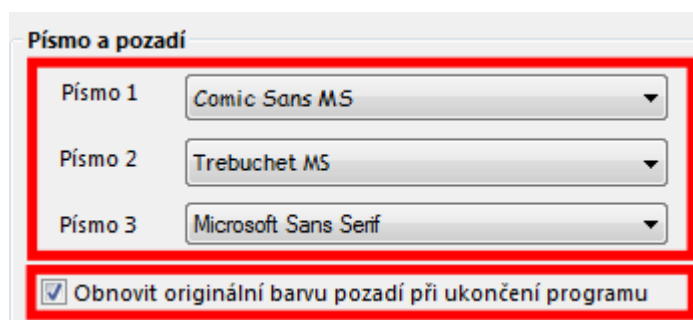 Písmo a pozadí
Písmo 1 Comic Sans MS
Písmo 2 Trebuchet MS
Písmo 3 Microsoft Sans Serif
Obnovit originální barvu pozadí při ukončení programu